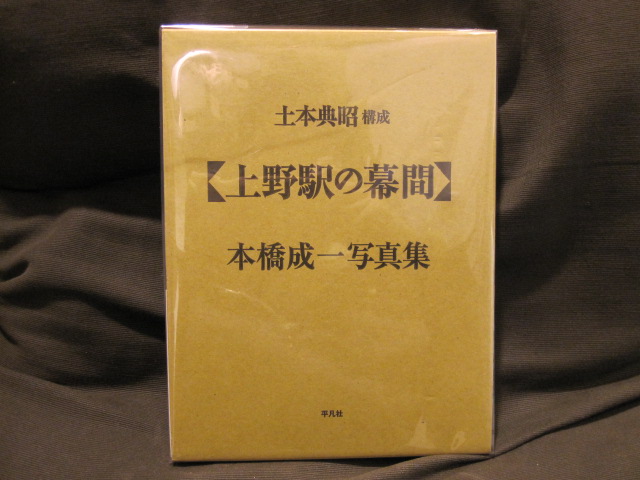 土本典昭 構成
【上野駅の幕間】
本橋成一写真集
平凡社